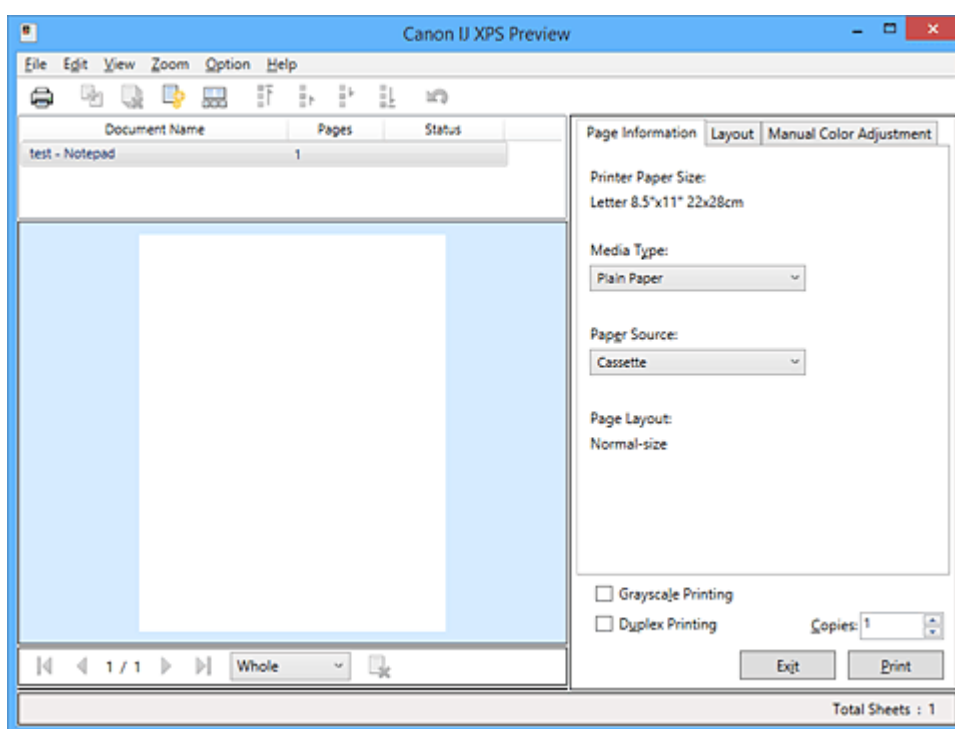 Canon IJ XPS Preview
File Edit View Zoom Option Help
Document Name Pages Status
test - Notepad 1
1 / 1 Whole
Page Information Layout Manual Color Adjustment
Printer Paper Size:
Letter 8.5"x11" 22x28cm
Media Type:
Plain Paper
Paper Source:
Cassette
Page Layout:
Normal-size
Grayscale Printing
Duplex Printing Copies: 1
Exit Print
Total Sheets : 1